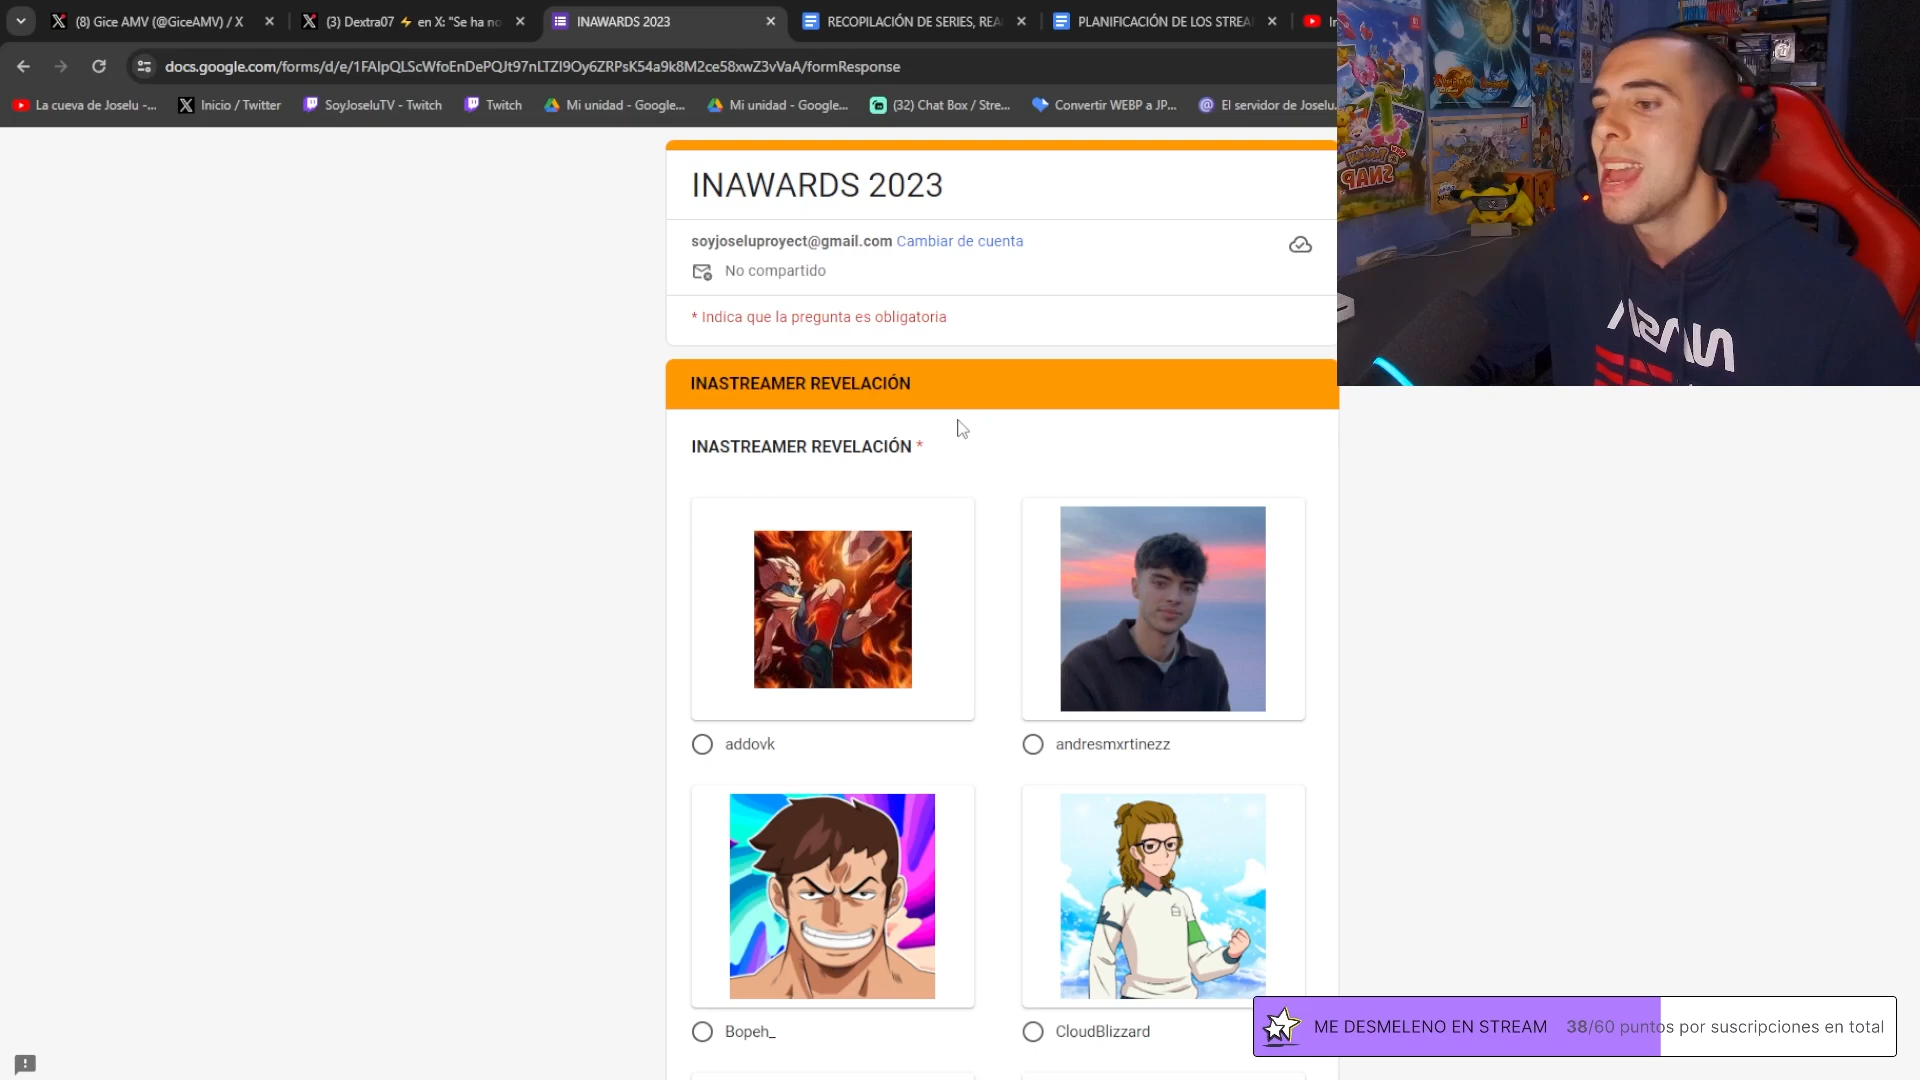 (8) Gice AMV (@GiceAMV) / X
(3) Dextra07 ⚡ en X: "Se ha no
INAWARDS 2023
RECOPILACIÓN DE SERIES, REA
PLANIFICACIÓN DE LOS STREA
docs.google.com/forms/d/e/1FAIpQLScWfoEnDePQJt97nLTZI9Oy6ZRPsK54a9k8M2ce58xwZ3vVaA/formResponse
La cueva de Joselu -...
Inicio / Twitter
SoyJoseluTV - Twitch
Twitch
Mi unidad - Google...
Mi unidad - Google...
(32) Chat Box / Stre...
Convertir WEBP a JP...
El servidor de Joselu.
INAWARDS 2023
soyjoseluproyect@gmail.com Cambiar de cuenta
No compartido
* Indica que la pregunta es obligatoria
INASTREAMER REVELACIÓN
INASTREAMER REVELACIÓN *
addovk
andresmxrtinezz
Bopeh_
CloudBlizzard
ME DESMELENO EN STREAM 38/60 puntos por suscripciones en total
SNAP
NASA